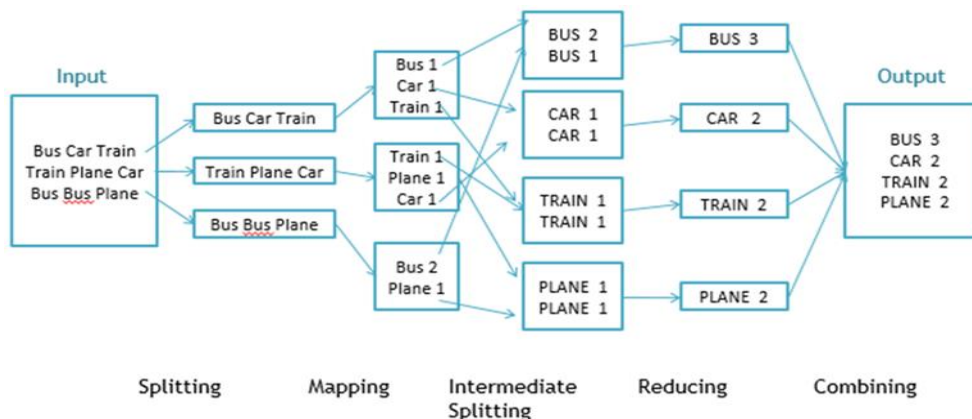 Input
Bus Car Train
Train Plane Car
Bus Bus Plane
Bus Car Train
Train Plane Car
Bus Bus Plane
Bus 1
Car 1
Train 1
Train 1
Plane 1
Car 1
Bus 2
Plane 1
BUS 2
BUS 1
CAR 1
CAR 1
TRAIN 1
TRAIN 1
PLANE 1
PLANE 1
BUS 3
CAR 2
TRAIN 2
PLANE 2
Output
BUS 3
CAR 2
TRAIN 2
PLANE 2
Splitting
Mapping
Intermediate
Splitting
Reducing
Combining